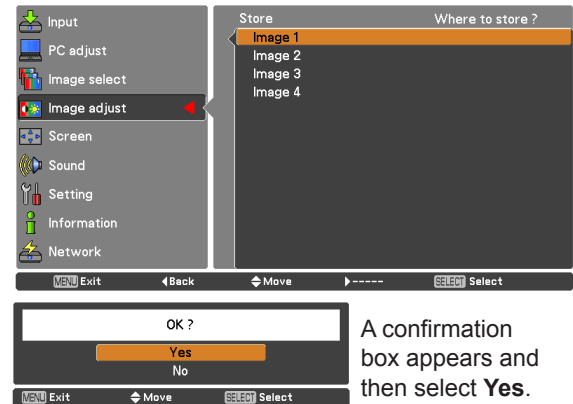 Input
PC adjust
Image select
Image adjust
Screen
Sound
Setting
Information
Network
Store Where to store ?
Image 1
Image 2
Image 3
Image 4
MENU Exit Back Move ----- SELECT Select
OK ?
Yes
No
MENU Exit Move SELECT Select
A confirmation
box appears and
then select Yes.